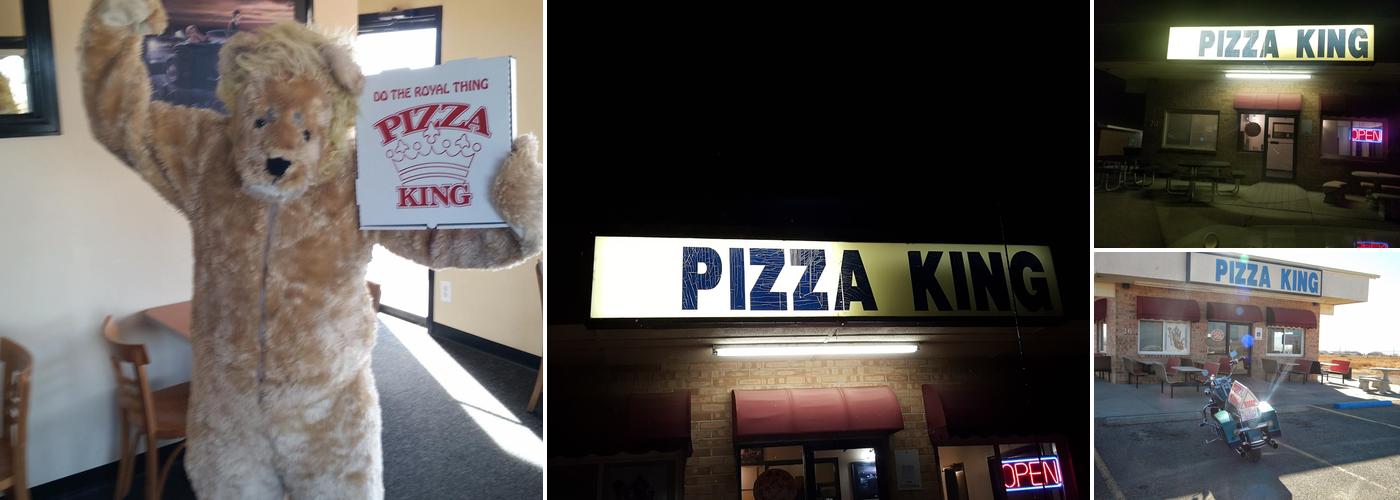 DO THE ROYAL THING
PIZZA
KING
PIZZA KING
OPEN
PIZZA KING
OPEN
PIZZA KING